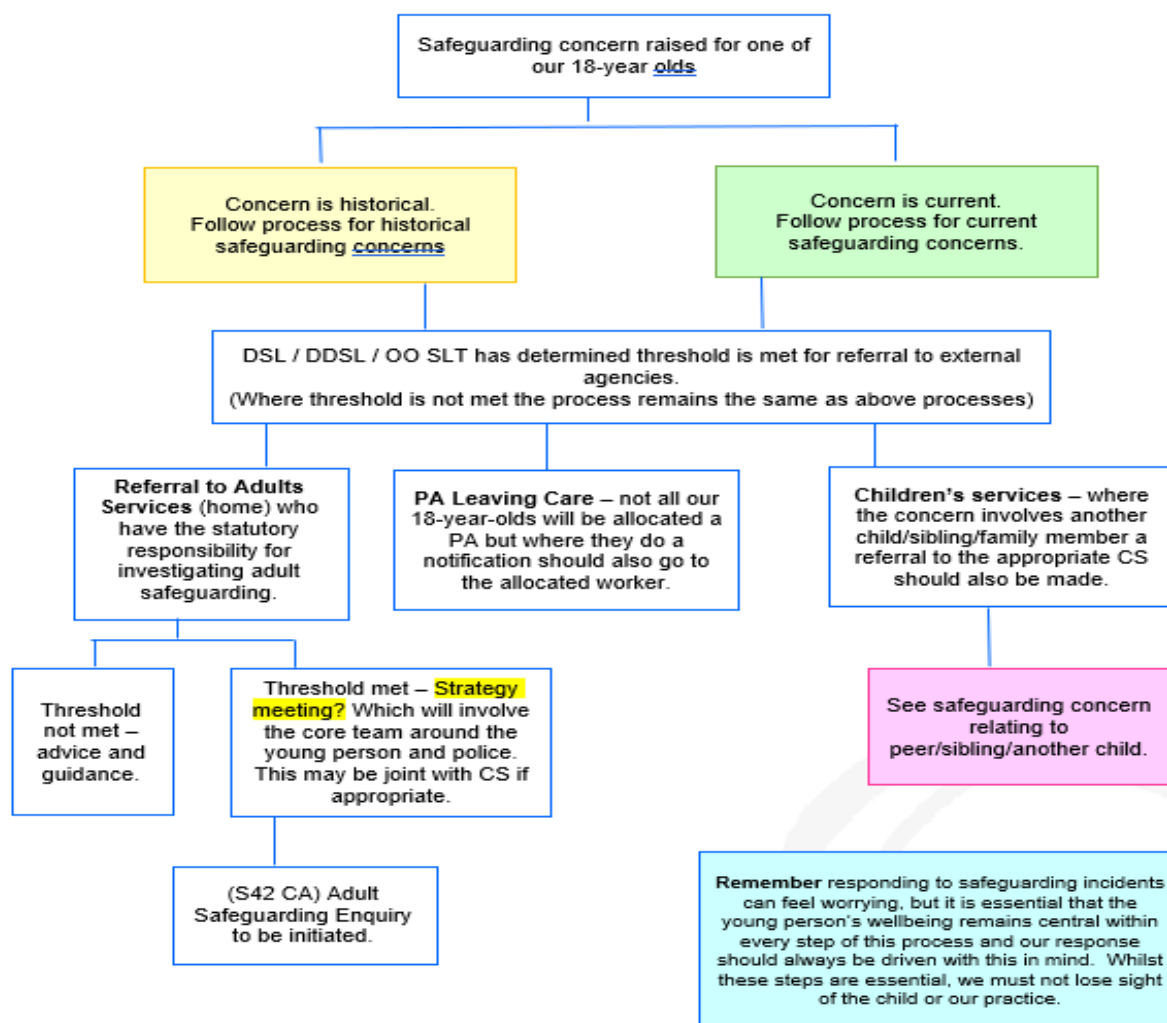 Safeguarding concern raised for one of
our 18-year olds
Concern is historical.
Follow process for historical
safeguarding concerns
Concern is current.
Follow process for current
safeguarding concerns.
DSL / DDSL / OO SLT has determined threshold is met for referral to external
agencies.
(Where threshold is not met the process remains the same as above processes)
Referral to Adults
Services (home) who
have the statutory
responsibility for
investigating adult
safeguarding.
PA Leaving Care – not all our
18-year-olds will be allocated a
PA but where they do a
notification should also go to
the allocated worker.
Children's services – where
the concern involves another
child/sibling/family member a
referral to the appropriate CS
should also be made.
Threshold
not met –
advice and
guidance.
Threshold met – Strategy
meeting? Which will involve
the core team around the
young person and police.
This may be joint with CS if
appropriate.
See safeguarding concern
relating to
peer/sibling/another child.
(S42 CA) Adult
Safeguarding Enquiry
to be initiated.
Remember responding to safeguarding incidents
can feel worrying, but it is essential that the
young person's wellbeing remains central within
every step of this process and our response
should always be driven with this in mind. Whilst
these steps are essential, we must not lose sight
of the child or our practice.